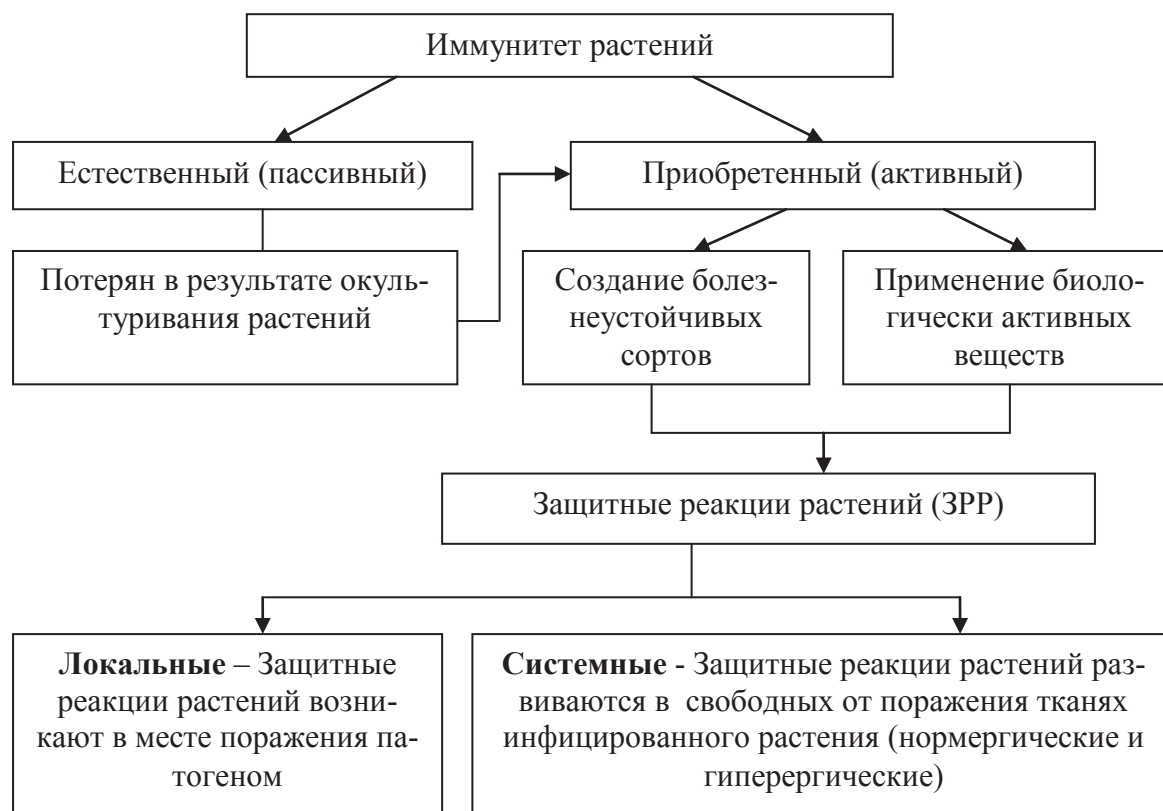 Иммунитет растений
Естественный (пассивный)
Приобретенный (активный)
Потерян в результате окуль-
турирования растений
Создание болез-
неустойчивых
сортов
Применение биоло-
гически активных
веществ
Защитные реакции растений (ЗРР)
Локальные – Защитные
реакции растений возни-
кают в месте поражения па-
тогеном
Системные - Защитные реакции растений раз-
виваются в свободных от поражения тканях
инфицированного растения (нормергические и
гиперергические)